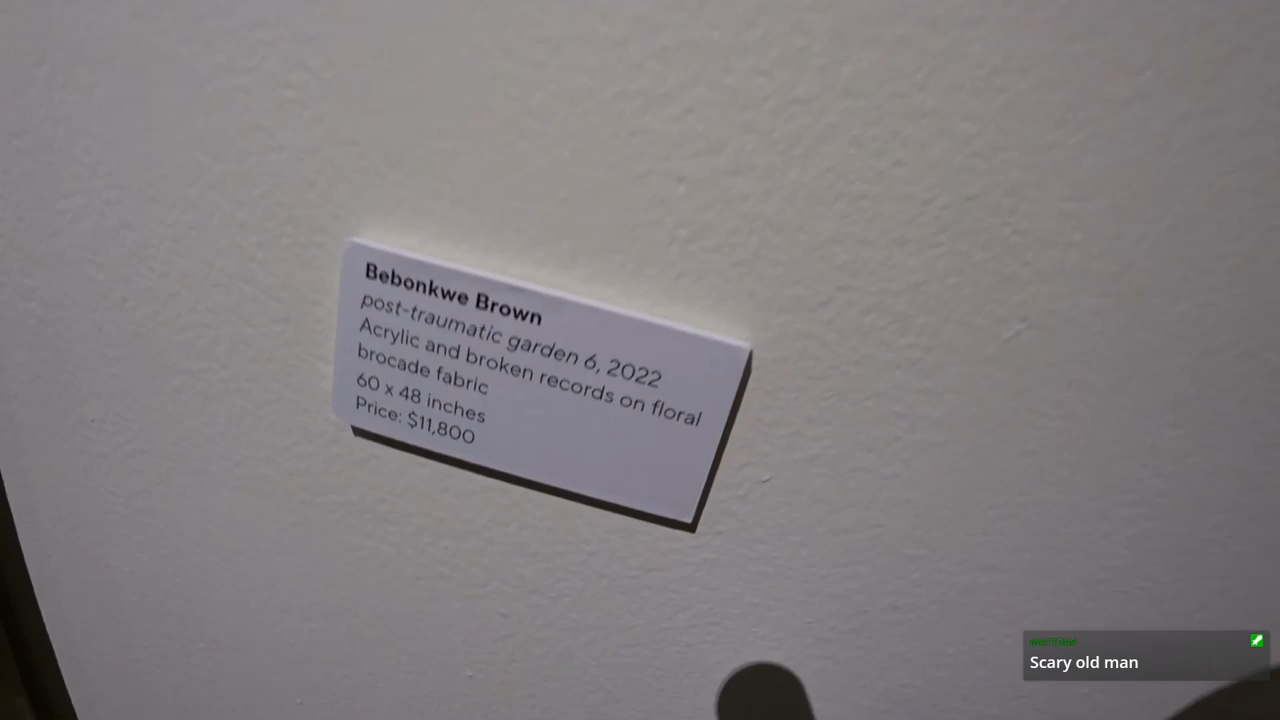 Bebonkwe Brown
post-traumatic garden 6, 2022
Acrylic and broken records on floral
brocade fabric
60 x 48 inches
Price: $11,800
Scary old man